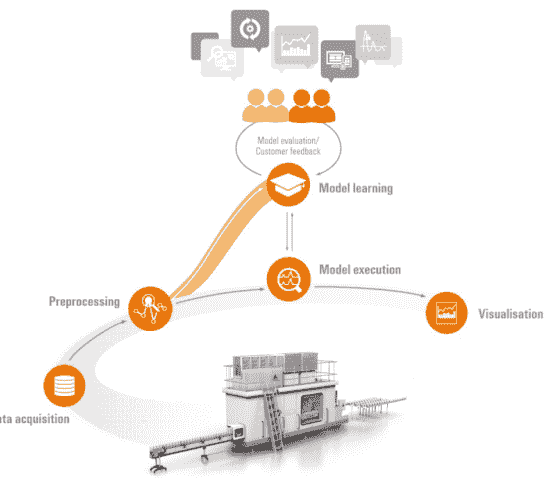 Model evaluation/
Customer feedback
Model learning
Model execution
Preprocessing
Visualisation
ata acquisition